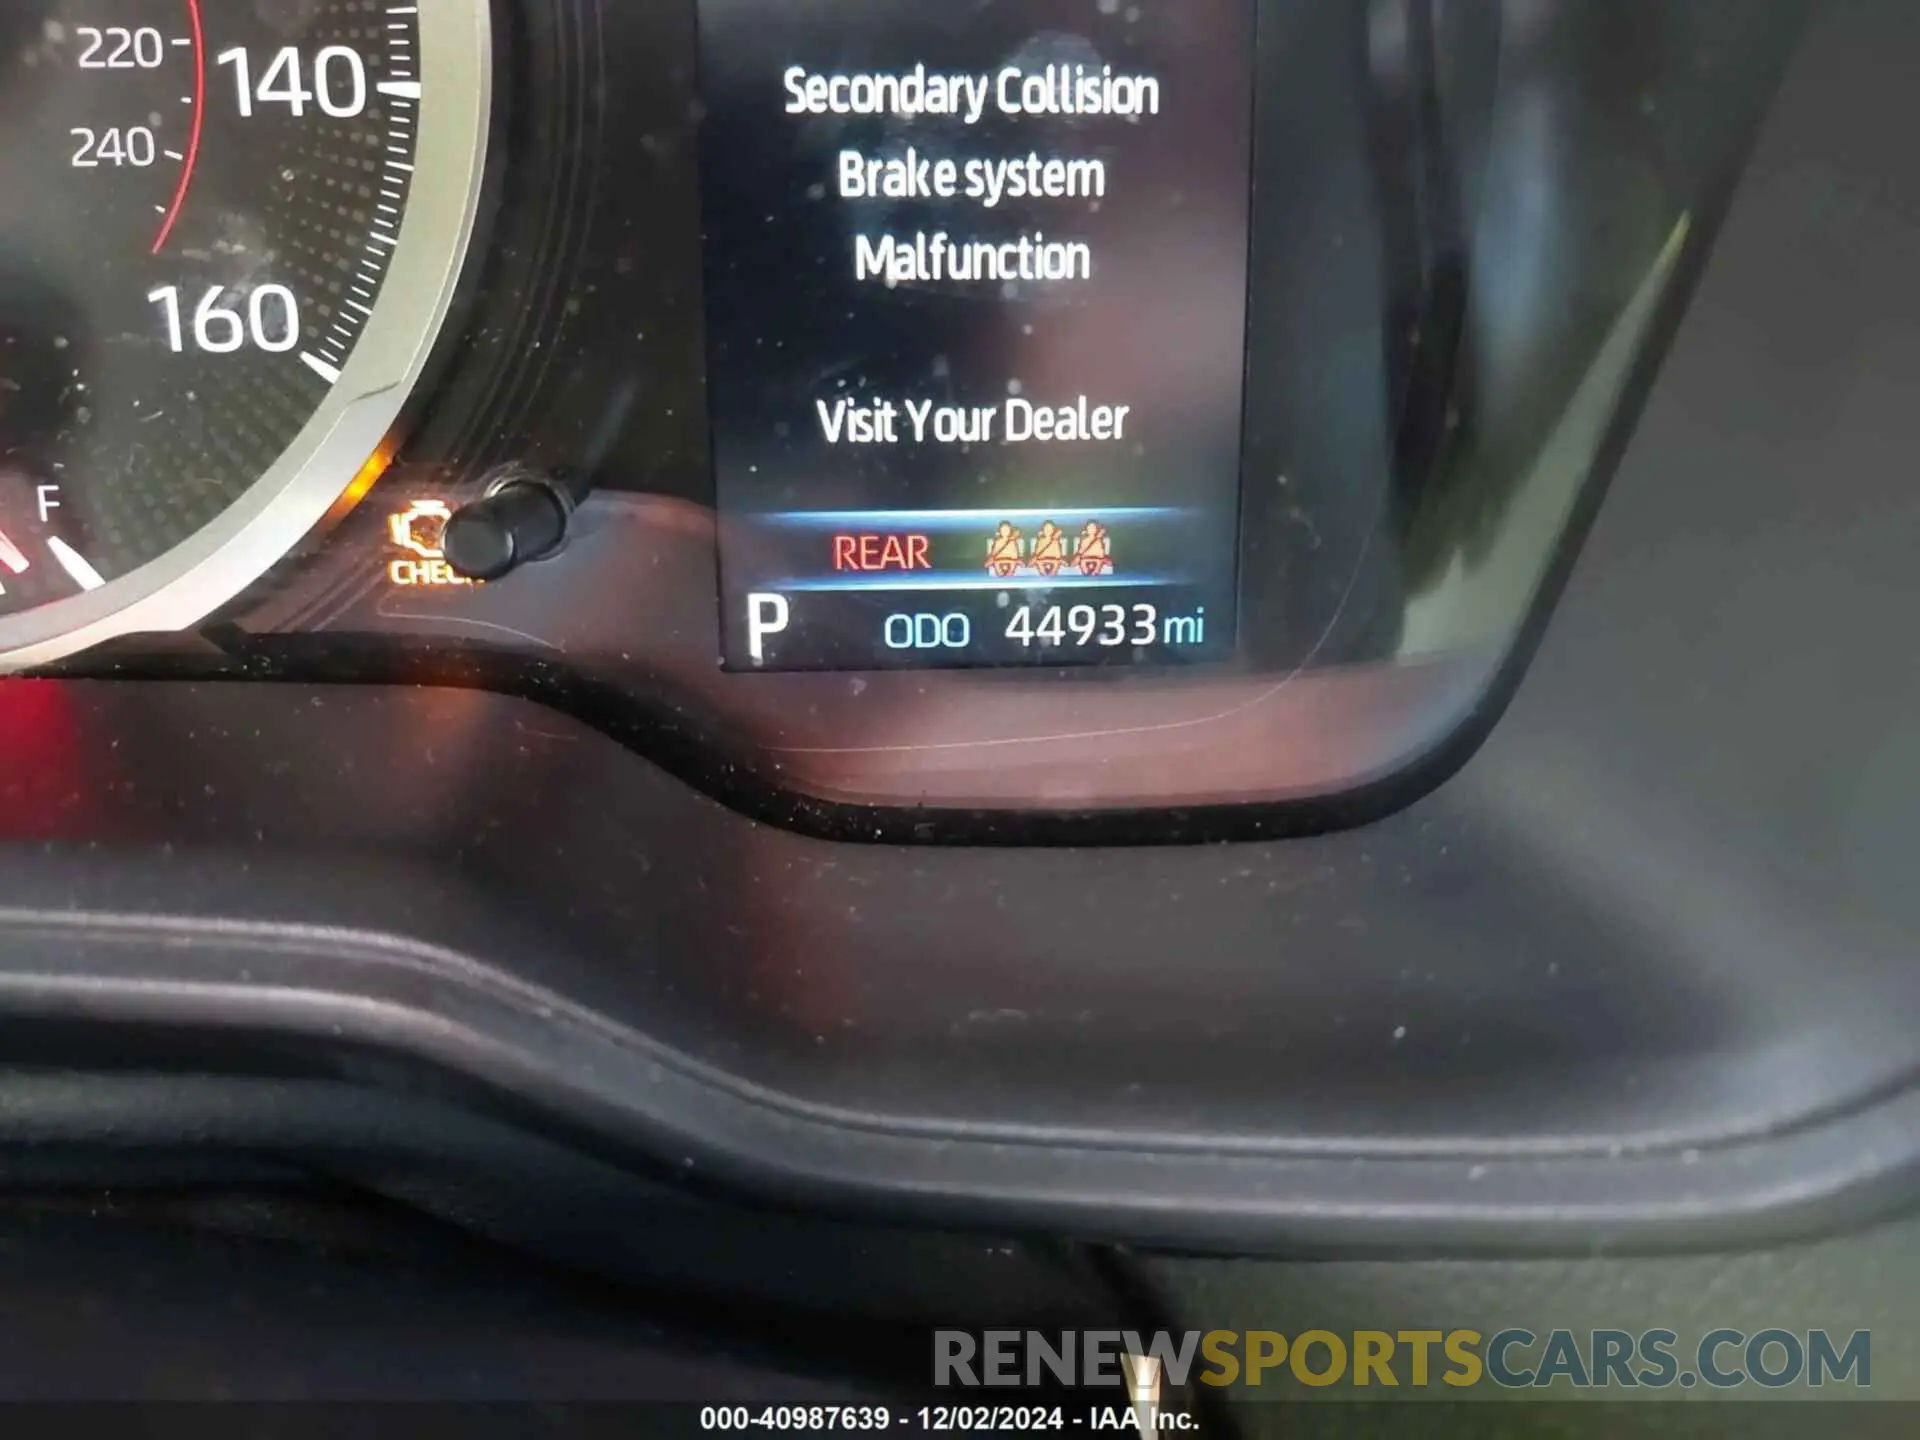 220
140
240
160
F
Secondary Collision
Brake system
Malfunction
Visit Your Dealer
REAR
CHEC
P ODO 44933 mi
RENEWSPORTSCARS.COM
000-40987639 - 12/02/2024 - IAA Inc.